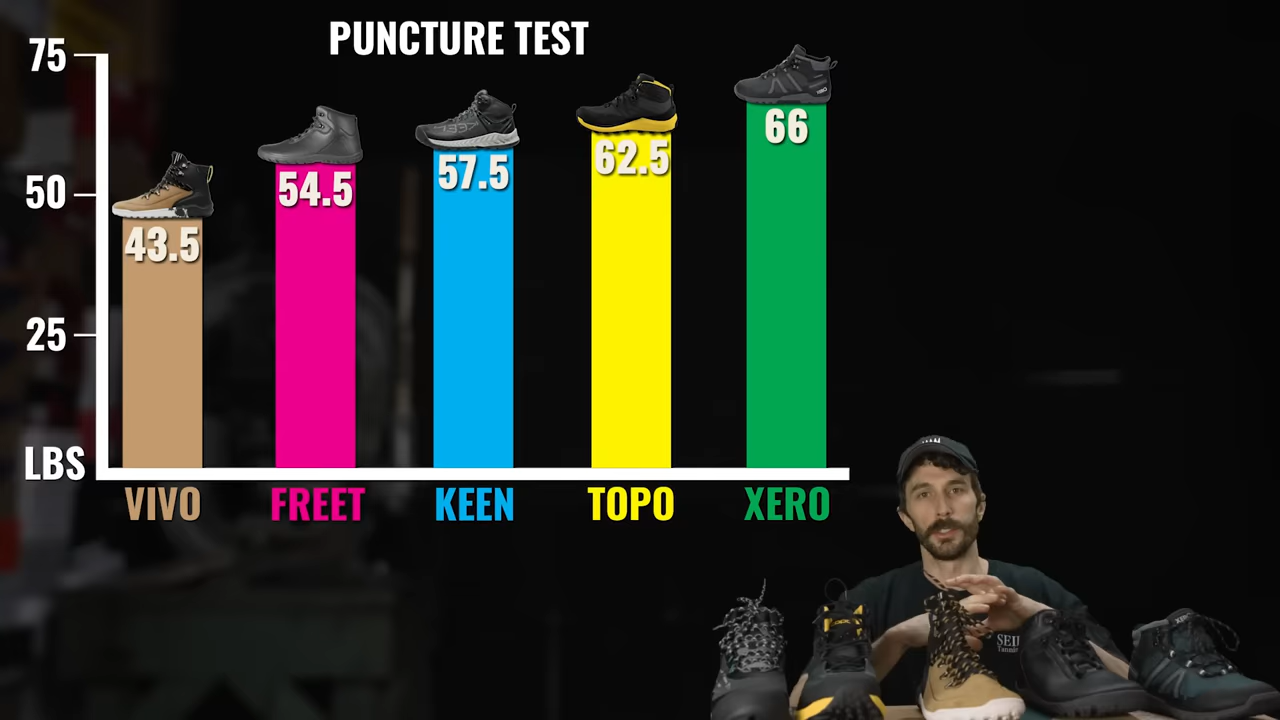 PUNCTURE TEST
75
50
25
LBS
43.5
54.5
57.5
62.5
66
VIVO
FREET
KEEN
TOPO
XERO